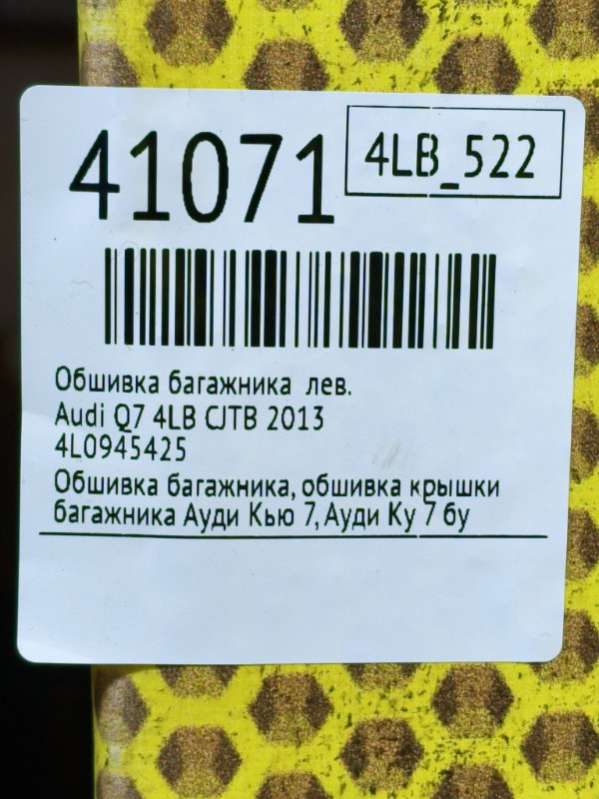 41071
4LB_522
Обшивка багажника лев.
Audi Q7 4LB CJTB 2013
4L0945425
Обшивка багажника, обшивка крышки
багажника Ауди Кью 7, Ауди Ку 7 бу